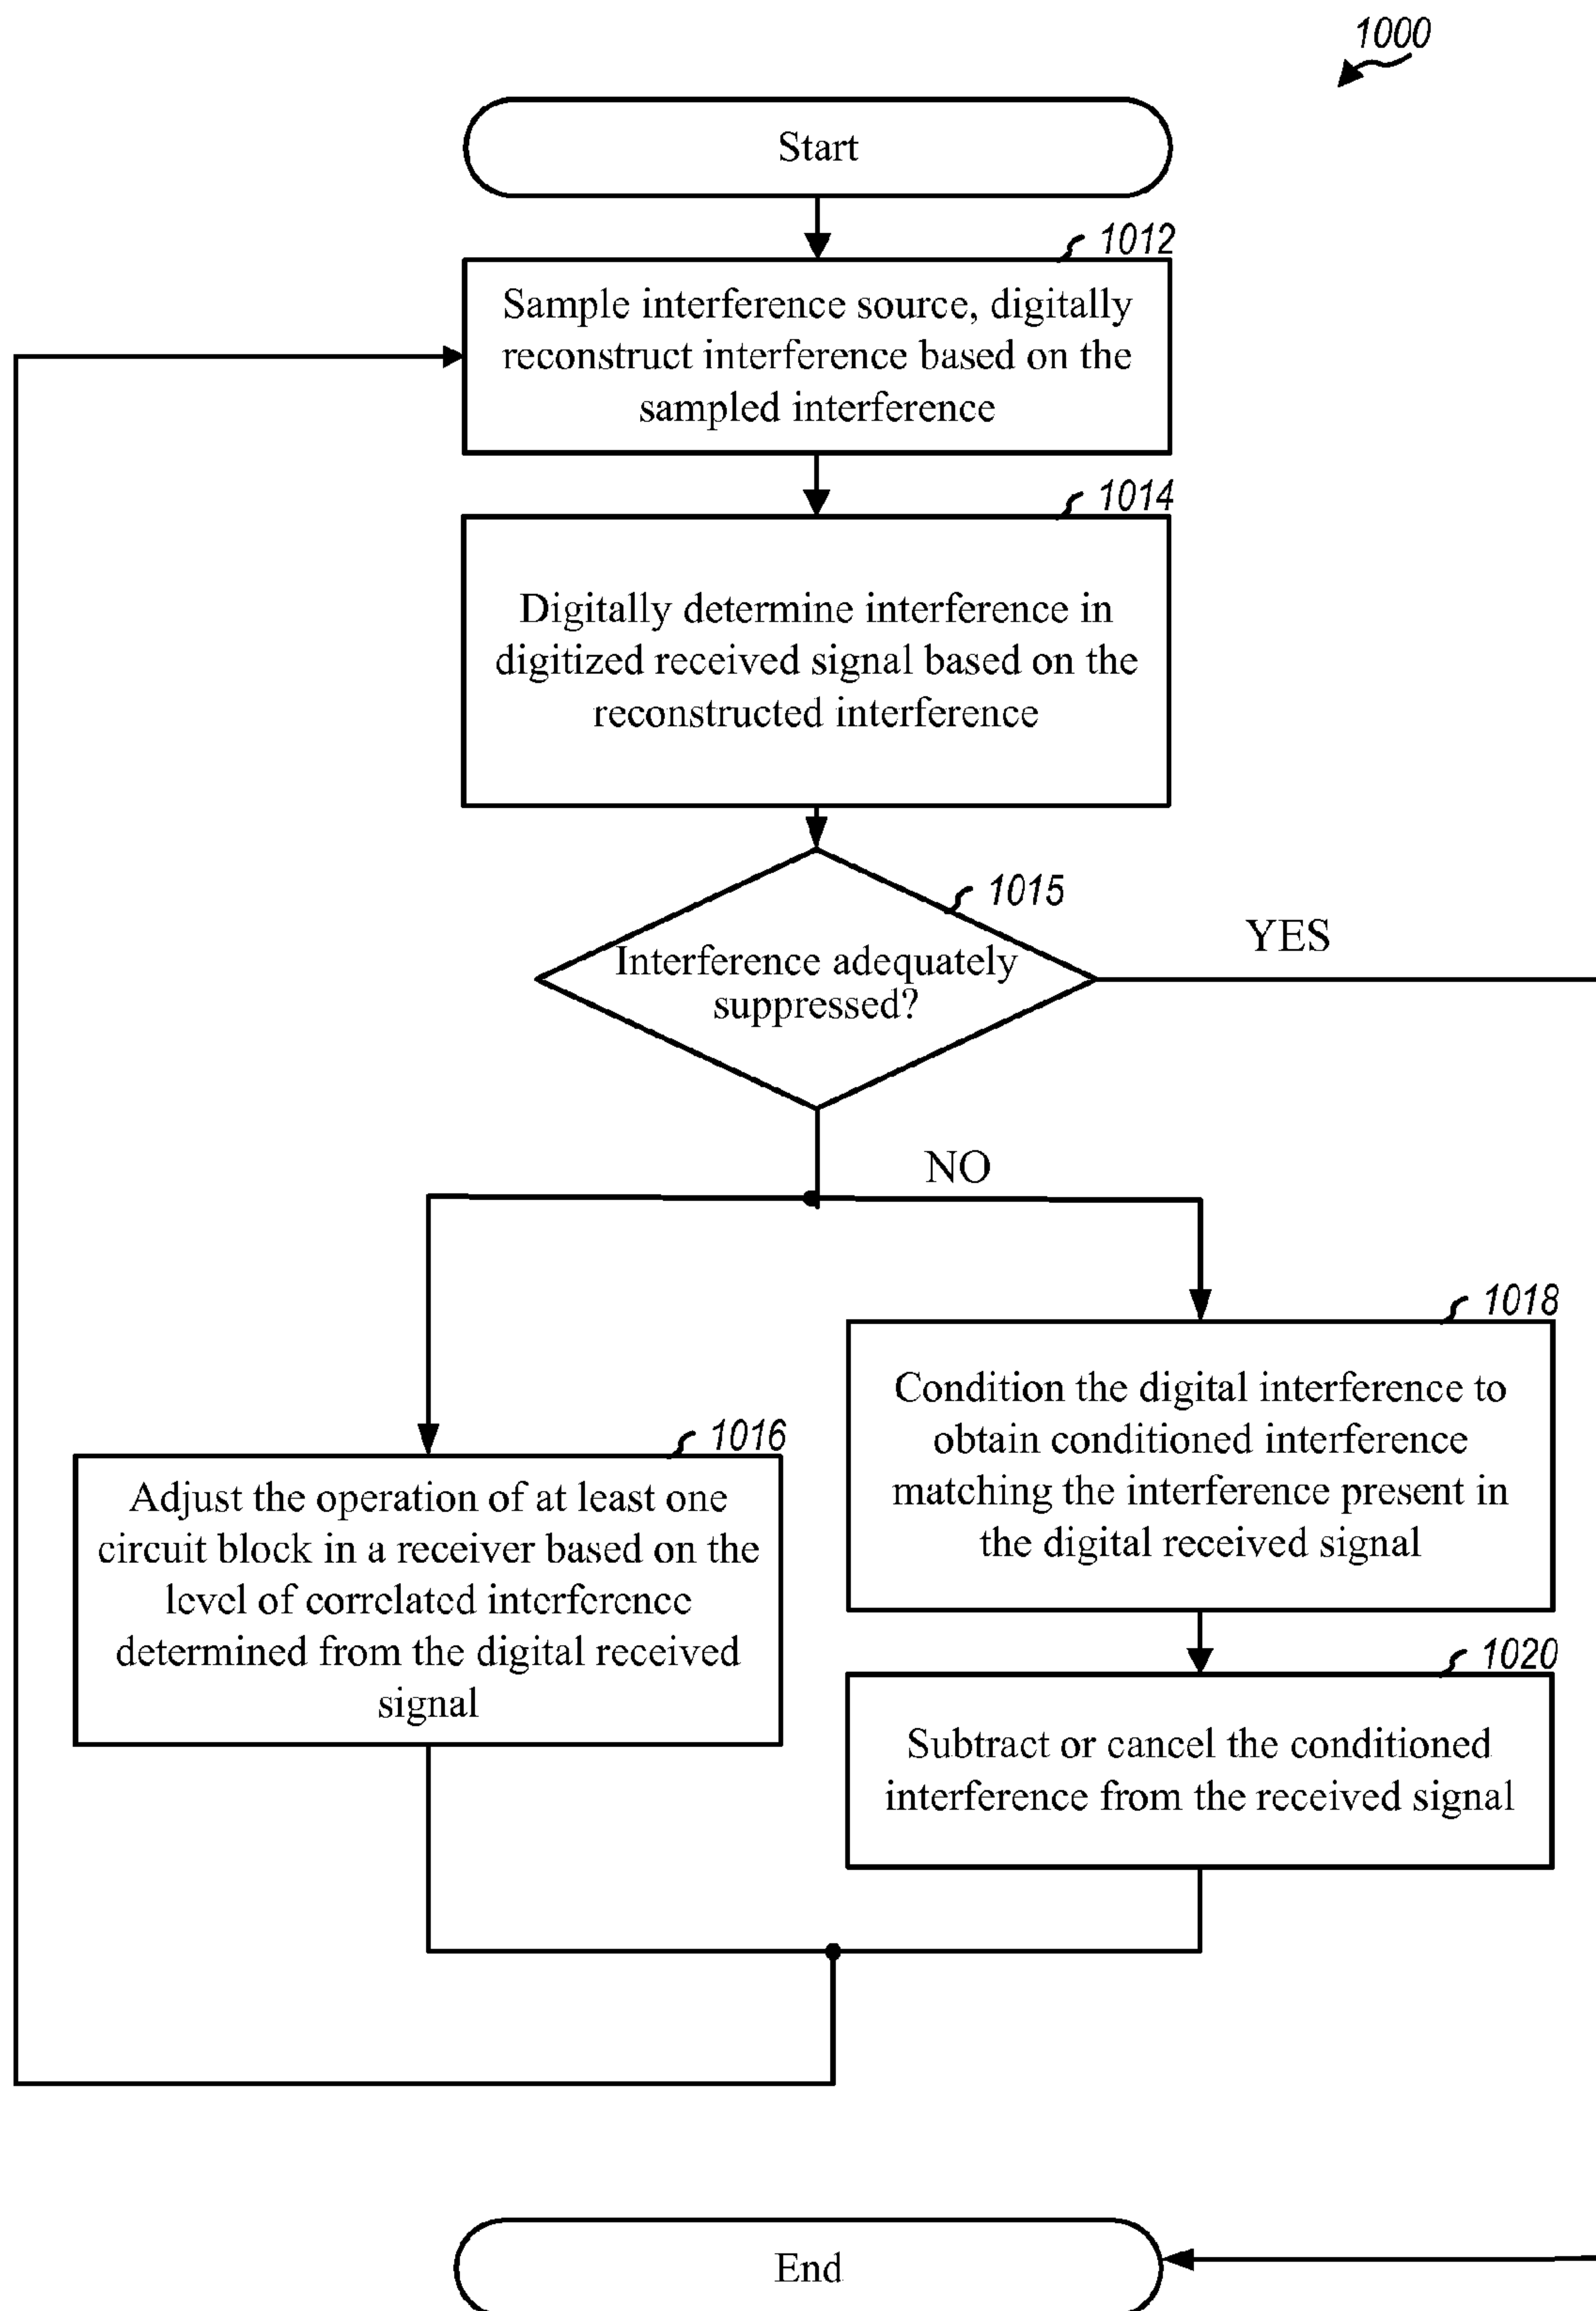 1000
Start
1012
Sample interference source, digitally
reconstruct interference based on the
sampled interference
1014
Digitally determine interference in
digitized received signal based on the
reconstructed interference
1015
Interference adequately
suppressed?
YES
NO
1018
Condition the digital interference to
obtain conditioned interference
matching the interference present in
the digital received signal
1016
Adjust the operation of at least one
circuit block in a receiver based on the
level of correlated interference
determined from the digital received
signal
1020
Subtract or cancel the conditioned
interference from the received signal
End